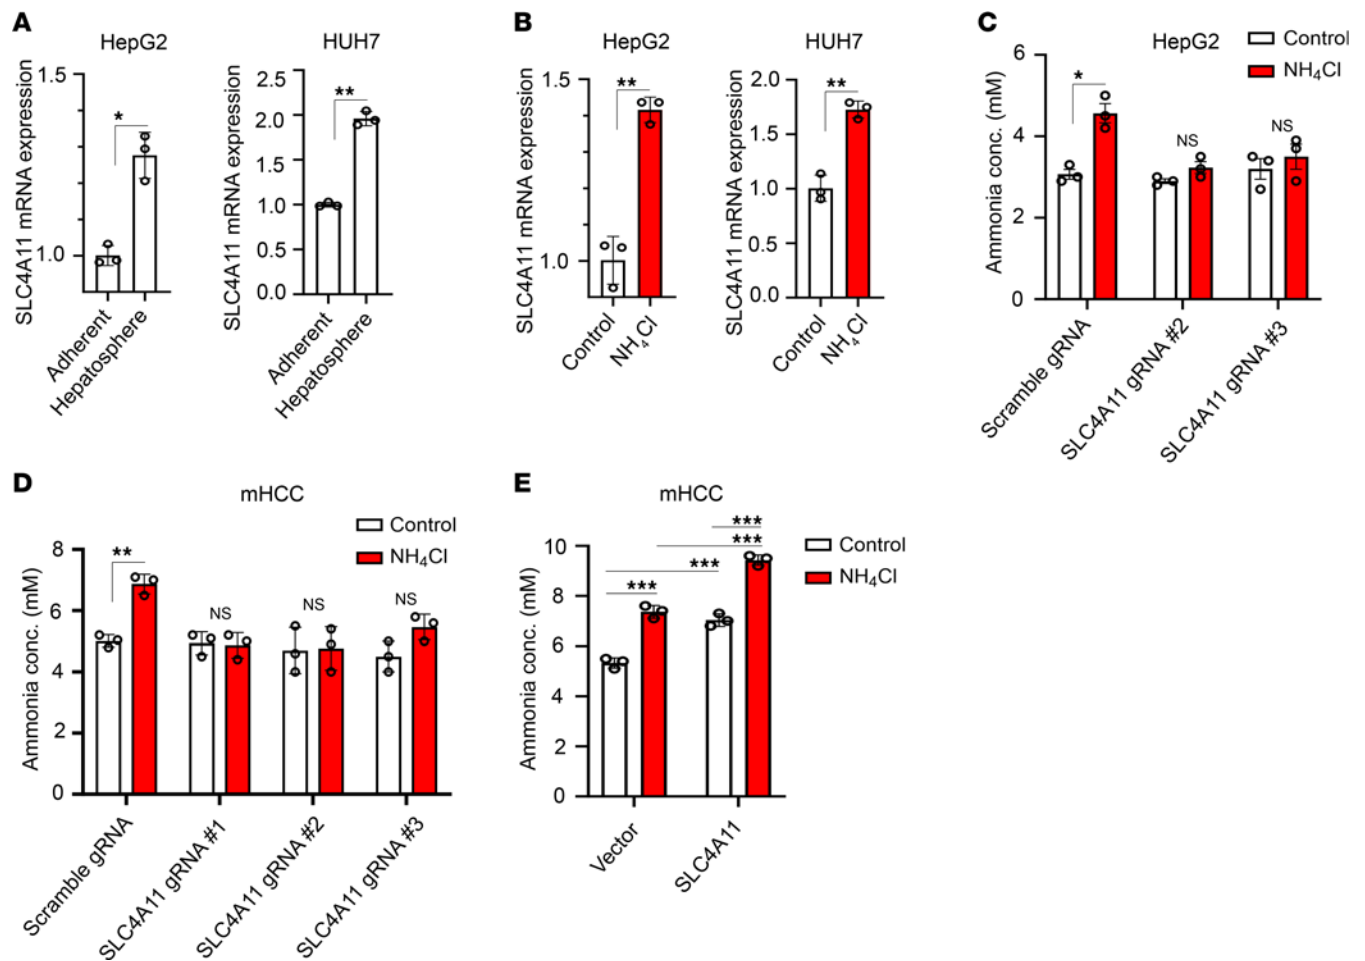 A
HepG2
HUH7
SLC4A11 mRNA expression
1.5
1.0
*
Adherent
Hepatosphere
SLC4A11 mRNA expression
2.5
2.0
1.5
1.0
0.5
0.0
**
Adherent
Hepatosphere
B
HepG2
HUH7
SLC4A11 mRNA expression
1.5
1.0
**
Control
NH₄Cl
SLC4A11 mRNA expression
2.0
1.5
1.0
0.5
0.0
**
Control
NH₄Cl
C
HepG2
Control
NH₄Cl
Ammonia conc. (mM)
6
4
2
0
*
NS
NS
Scramble gRNA
SLC4A11 gRNA #2
SLC4A11 gRNA #3
D
mHCC
Control
NH₄Cl
Ammonia conc. (mM)
8
6
4
2
0
**
NS
NS
NS
Scramble gRNA
SLC4A11 gRNA #1
SLC4A11 gRNA #2
SLC4A11 gRNA #3
E
mHCC
Control
NH₄Cl
Ammonia conc. (mM)
10
8
6
4
2
0
***
***
***
***
Vector
SLC4A11